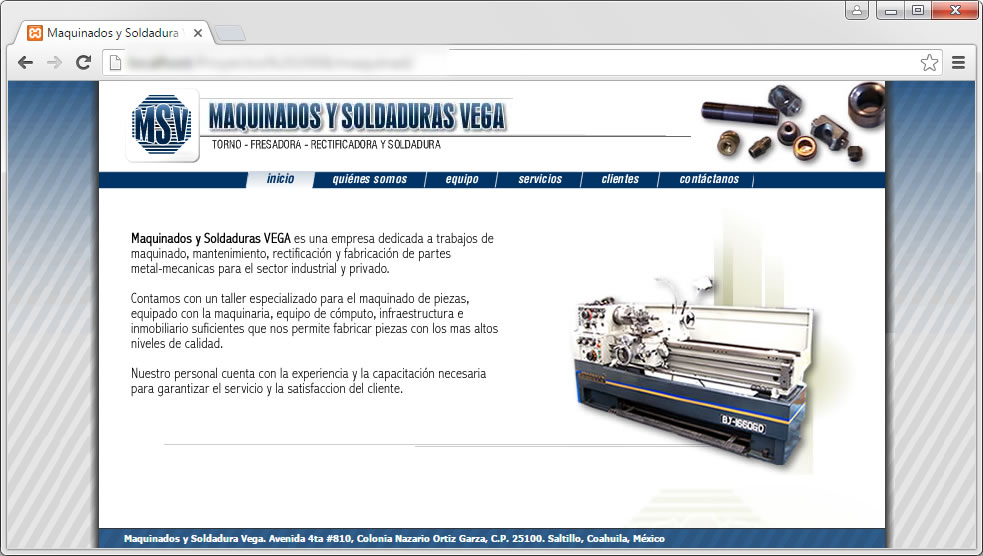 Maquinados y Soldadura
MSV
MAQUINADOS Y SOLDADURAS VEGA
TORNO - FRESADORA - RECTIFICADORA Y SOLDADURA
inicio quiénes somos equipo servicios clientes contáctanos
Maquinados y Soldaduras VEGA es una empresa dedicada a trabajos de
maquinado, mantenimiento, rectificación y fabricación de partes
metal-mecanicas para el sector industrial y privado.
Contamos con un taller especializado para el maquinado de piezas,
equipado con la maquinaria, equipo de cómputo, infraestructura e
inmobiliario suficientes que nos permite fabricar piezas con los mas altos
niveles de calidad.
Nuestro personal cuenta con la experiencia y la capacitación necesaria
para garantizar el servicio y la satisfaccion del cliente.
BJ-1660GD
Maquinados y Soldadura Vega. Avenida 4ta #810, Colonia Nazario Ortiz Garza, C.P. 25100. Saltillo, Coahuila, México